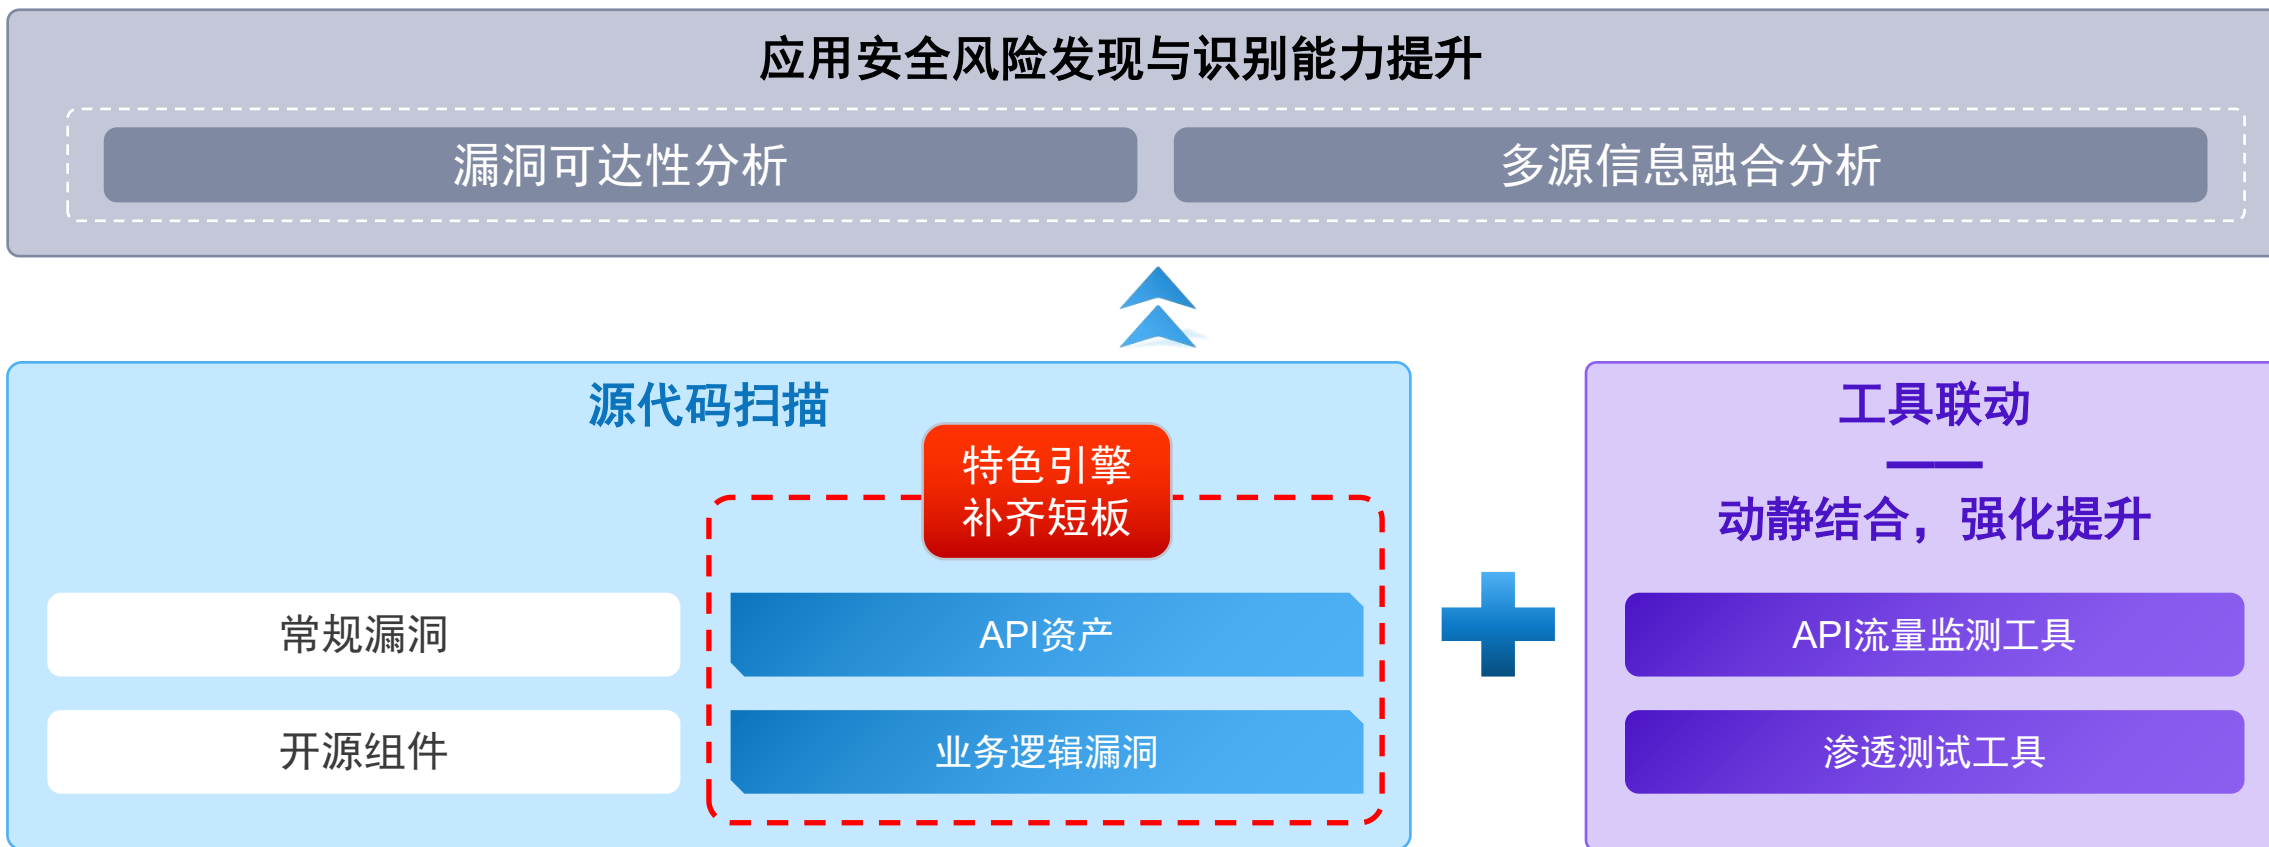 应用安全风险发现与识别能力提升
漏洞可达性分析
多源信息融合分析
源代码扫描
特色引擎
补齐短板
常规漏洞
API资产
开源组件
业务逻辑漏洞
工具联动
——
动静结合，强化提升
API流量监测工具
渗透测试工具